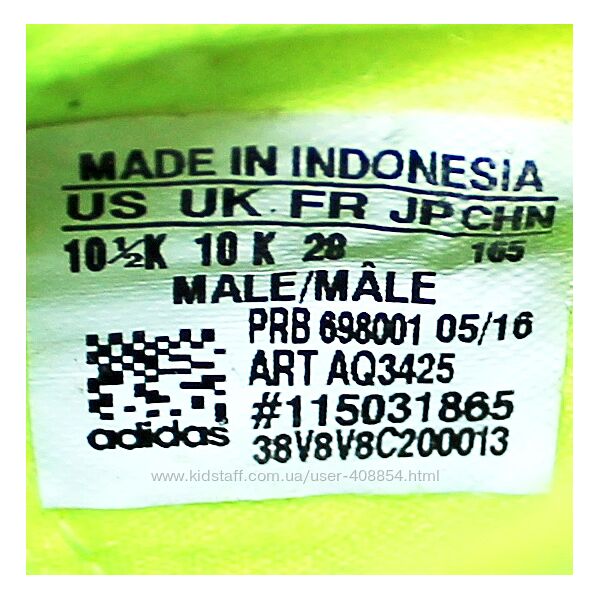 MADE IN INDONESIA
US UK FR JP CHN
10½K 10 K 28 165
MALE/MÂLE
PRB 698001 05/16
ART AQ3425
#115031865
38V8V8C200013
adidas
www.kidstaff.com.ua/user-408854.html